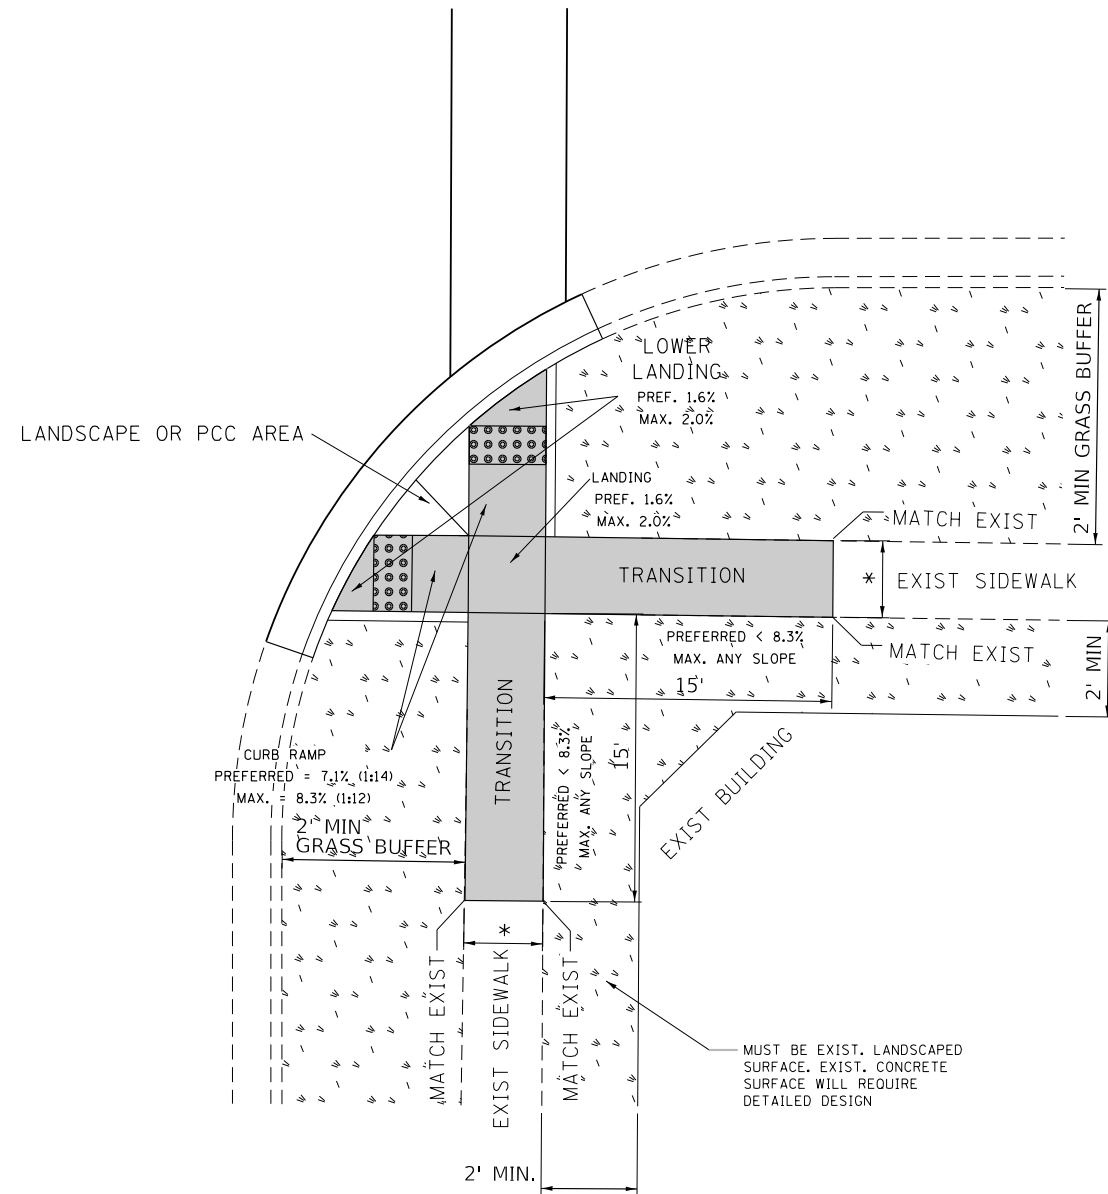 LOWER
LANDING
PREF. 1.6%
MAX. 2.0%
2' MIN GRASS BUFFER
LANDSCAPE OR PCC AREA
LANDING
PREF. 1.6%
MAX. 2.0%
MATCH EXIST
TRANSITION
* EXIST SIDEWALK
PREFERRED < 8.3%
MAX. ANY SLOPE
MATCH EXIST
2' MIN
15'
TRANSITION
PREFERRED < 8.3%
MAX. ANY SLOPE
15'
EXIST BUILDING
CURB RAMP
PREFERRED = 7.1% (1:14)
MAX. = 8.3% (1:12)
2' MIN
GRASS BUFFER
MATCH EXIST
EXIST SIDEWALK *
MATCH EXIST
MUST BE EXIST. LANDSCAPED
SURFACE. EXIST. CONCRETE
SURFACE WILL REQUIRE
DETAILED DESIGN
2' MIN.